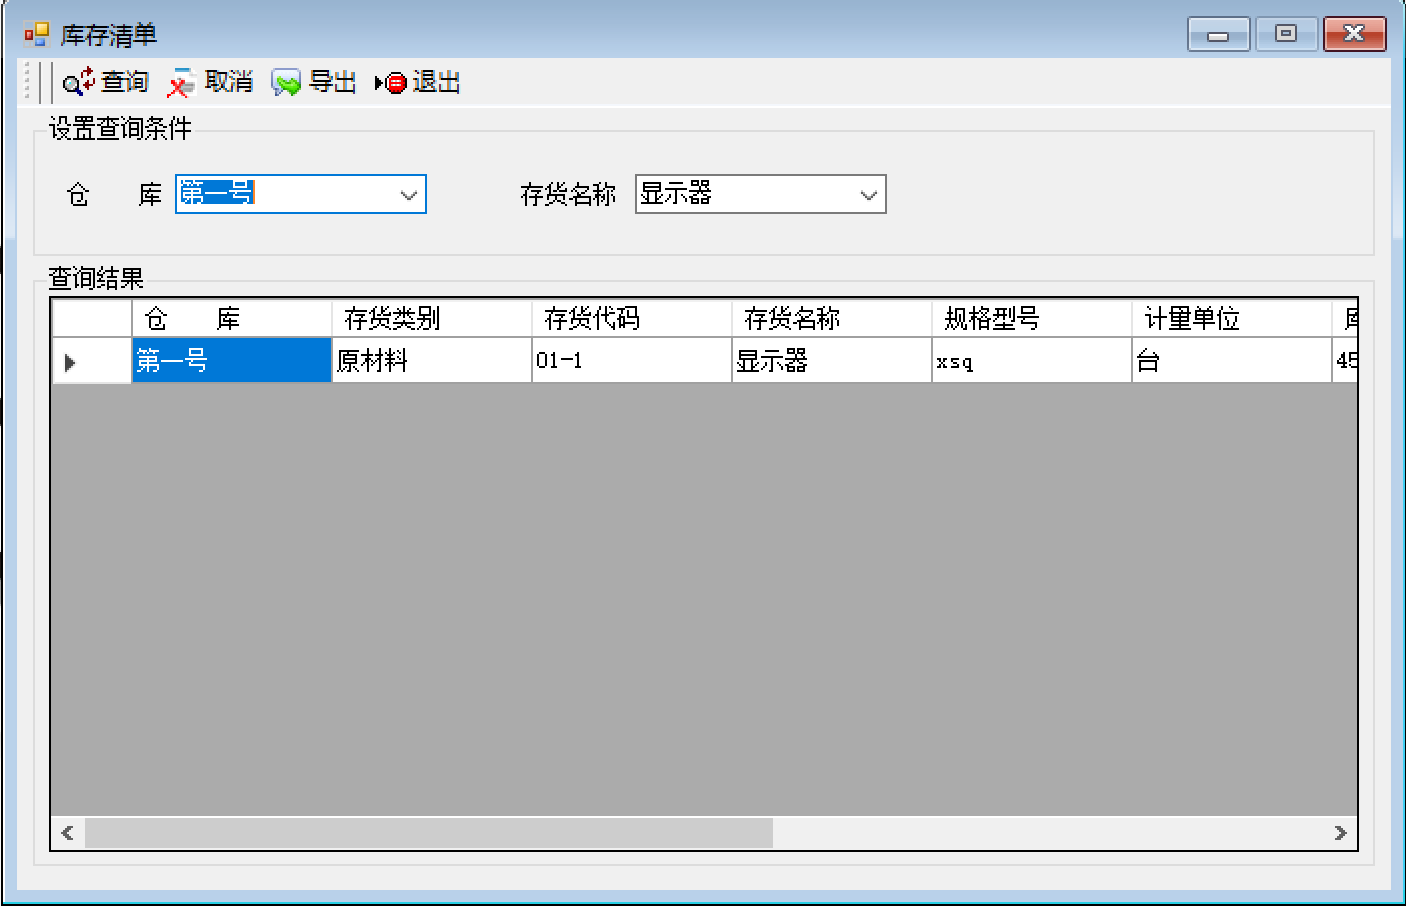 库存清单
查询 取消 导出 退出
设置查询条件
仓 库 第一号 存货名称 显示器
查询结果
仓 库 存货类别 存货代码 存货名称 规格型号 计量单位
第一号 原材料 01-1 显示器 xsq 台 45